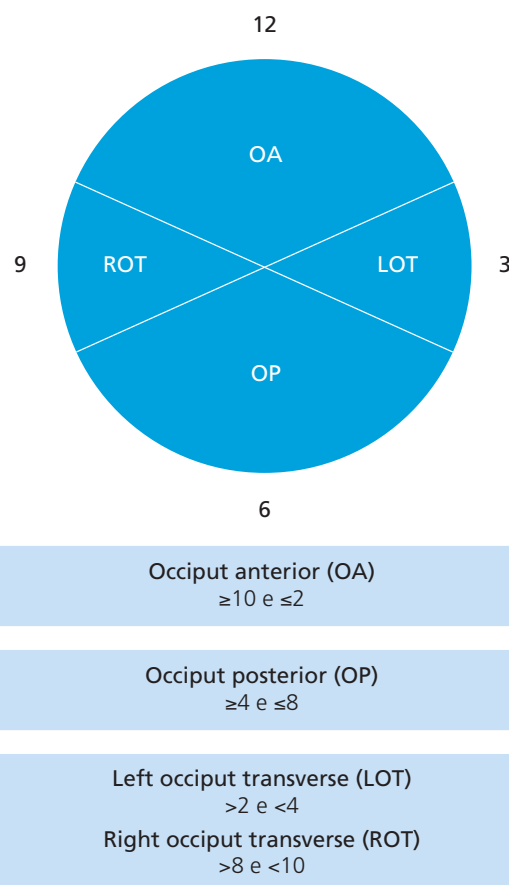 12
OA
9
ROT
LOT
3
OP
6
Occiput anterior (OA)
≥10 e ≤2
Occiput posterior (OP)
≥4 e ≤8
Left occiput transverse (LOT)
>2 e <4
Right occiput transverse (ROT)
>8 e <10